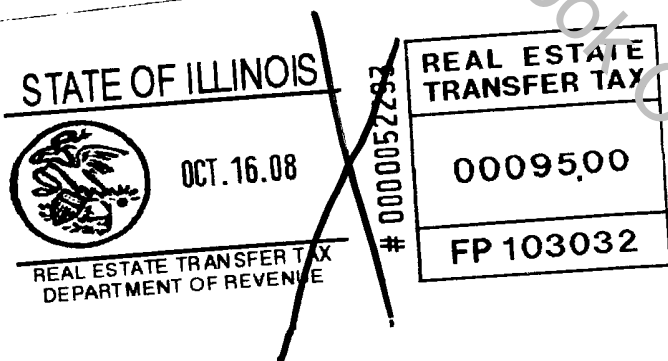 STATE OF ILLINOIS
OCT.16.08
REAL ESTATE TRANSFER TAX
DEPARTMENT OF REVENUE
# 0000052293
REAL ESTATE
TRANSFER TAX
00095,00
FP 103032